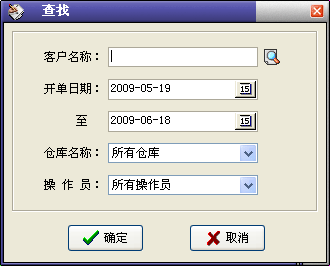 查找
客户名称：
开单日期： 2009-05-19 15
至 2009-06-18 15
仓库名称： 所有仓库
操 作 员： 所有操作员
确定 取消